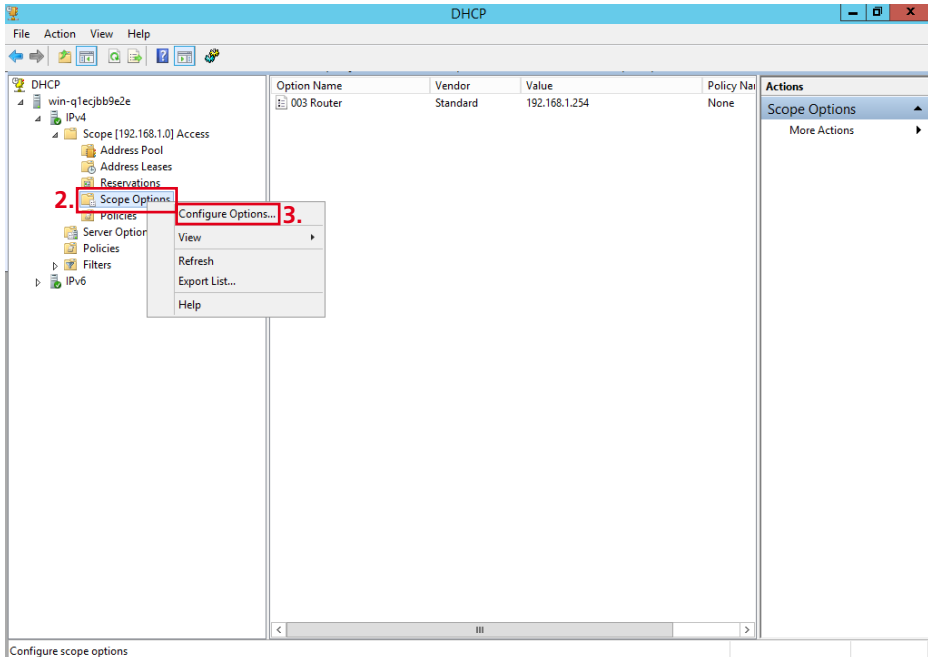 DHCP
File Action View Help
DHCP
win-q1ecjbb9e2e
IPv4
Scope [192.168.1.0] Access
Address Pool
Address Leases
Reservations
2. Scope Options
Policies
Server Option
Policies
Filters
IPv6
Configure Options... 3.
View
Refresh
Export List...
Help
Option Name Vendor Value Policy Nar
003 Router Standard 192.168.1.254 None
Actions
Scope Options
More Actions
Configure scope options